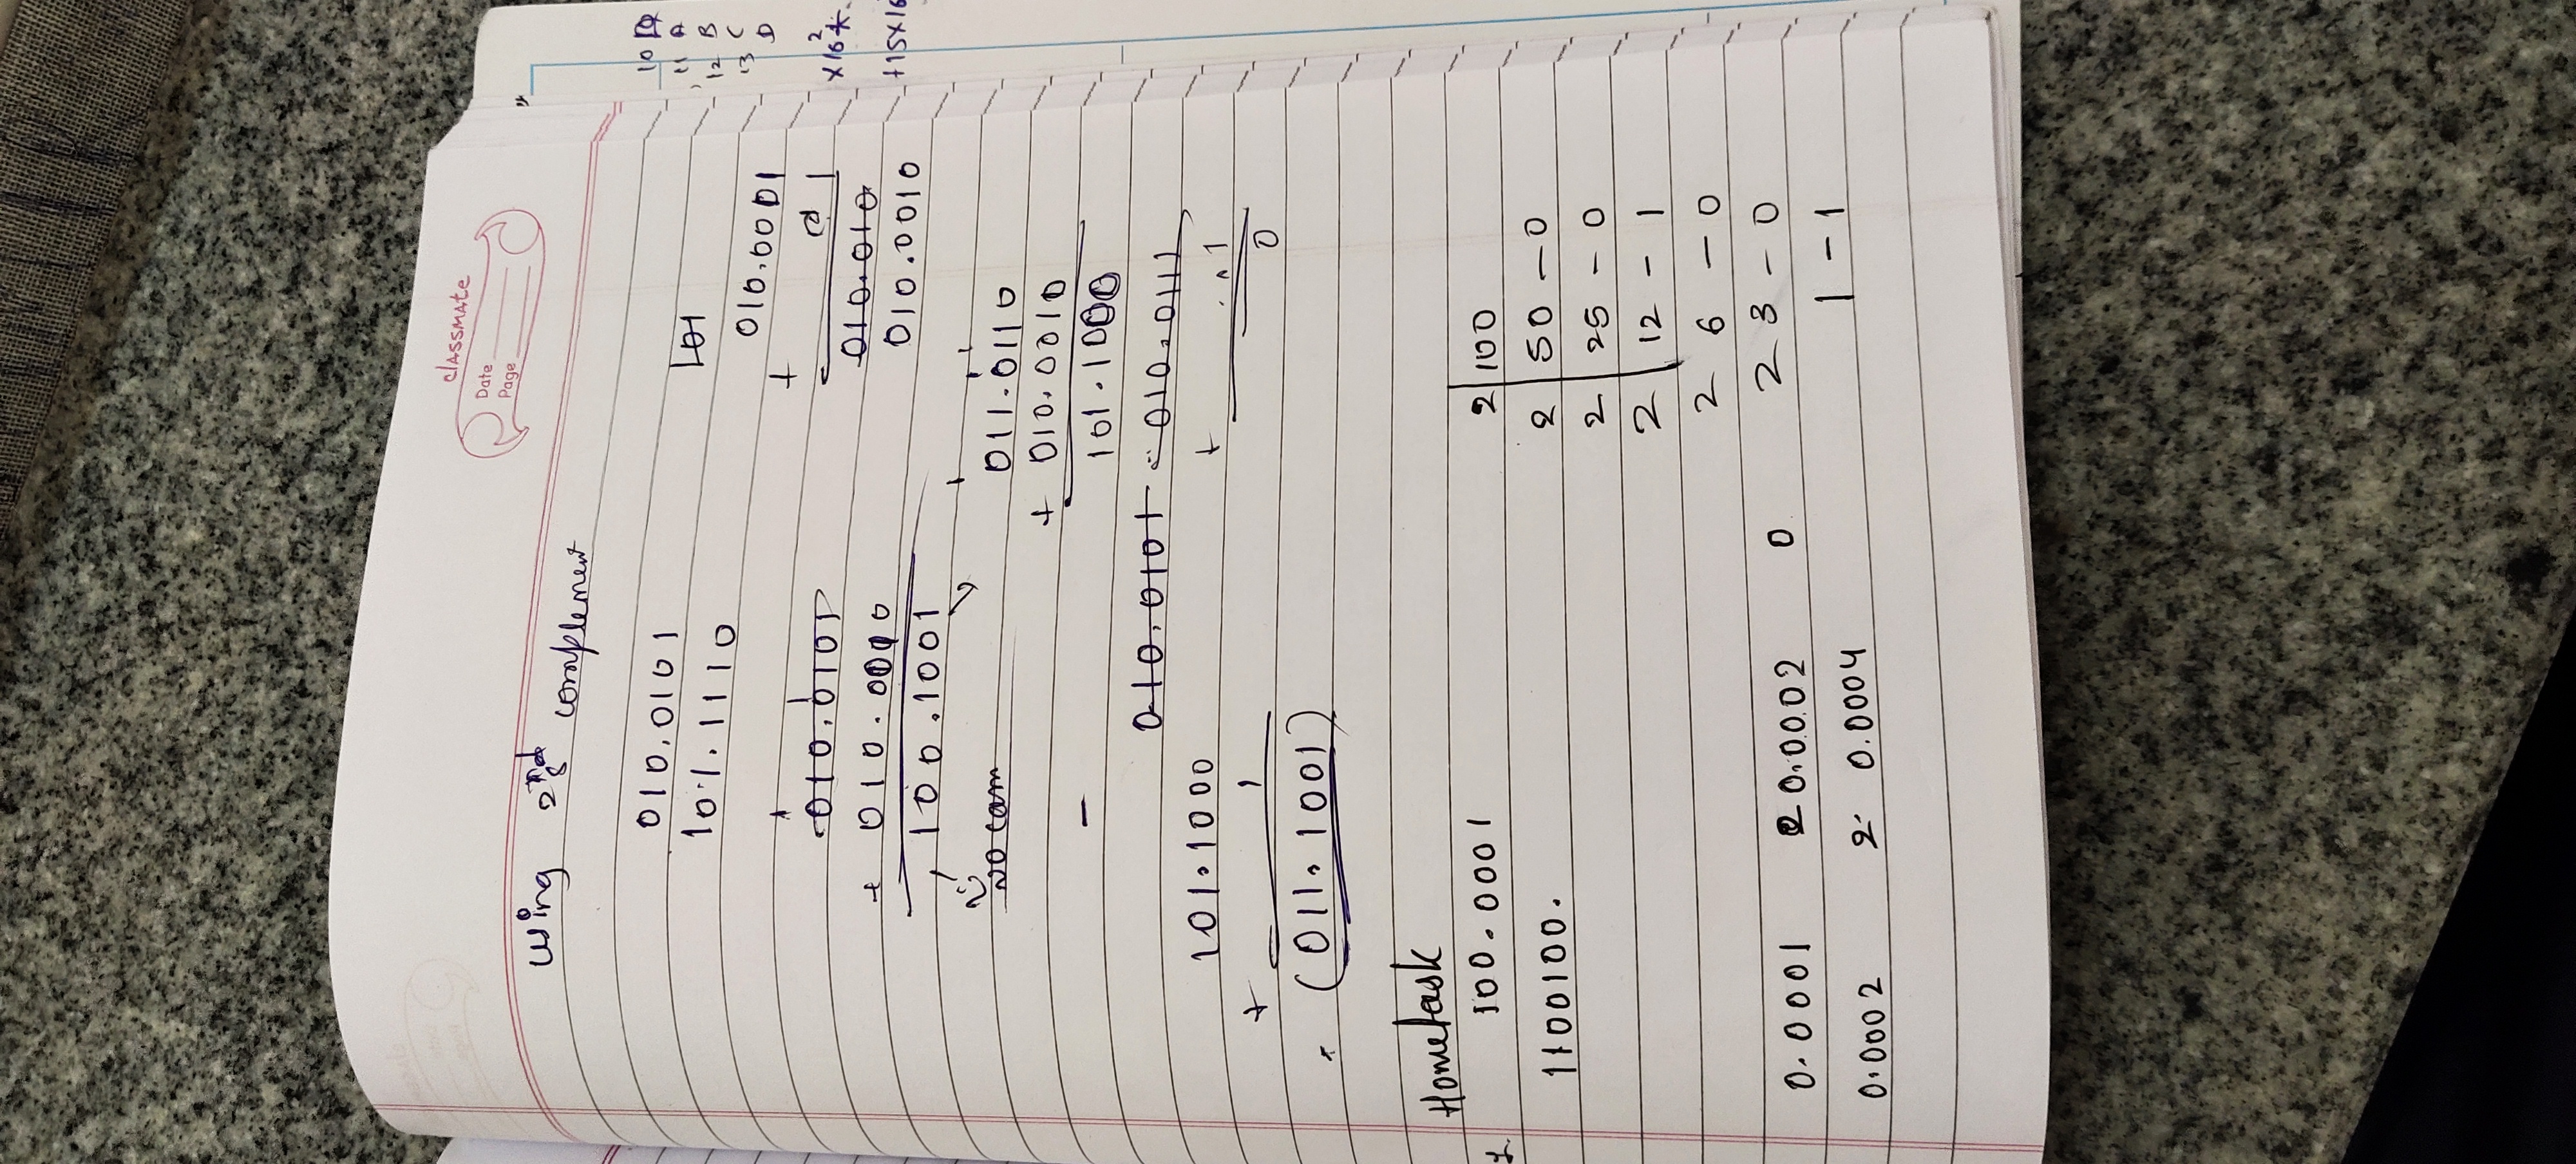 classmate
Date
Page
Using 2's complement
010.0101
101.1110
101
010.0001
+ 1
010.010
010.0010
010.0101
+ 010.0010
100.1001
No carr
011.0110
+ 010.0010
101.1000
-
010.0101 010.0111
+ 1
0
101.1000
+ 1
(011.1001)
Hometask
1. 100.0001
1100100.
2 100
2 50 - 0
2 25 - 0
2 12 - 1
2 6 - 0
2 3 - 0
1 - 1
0.0001 2 0.0002 0
0.0002 2 0.0004
10
11 A
12 B
13 C
D
×16²
+15×16